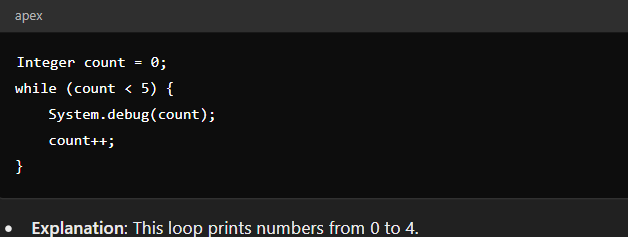 apex
Integer count = 0;
while (count < 5) {
    System.debug(count);
    count++;
}
• Explanation: This loop prints numbers from 0 to 4.